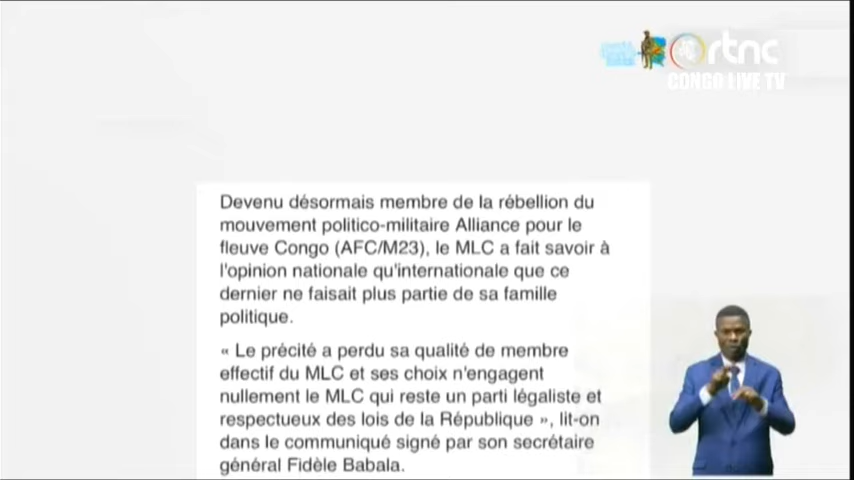 rtnc
CONGO LIVE TV
Devenu désormais membre de la rébellion du
mouvement politico-militaire Alliance pour le
fleuve Congo (AFC/M23), le MLC a fait savoir à
l'opinion nationale qu'internationale que ce
dernier ne faisait plus partie de sa famille
politique.
« Le précité a perdu sa qualité de membre
effectif du MLC et ses choix n'engagent
nullement le MLC qui reste un parti légaliste et
respectueux des lois de la République », lit-on
dans le communiqué signé par son secrétaire
général Fidèle Babala.